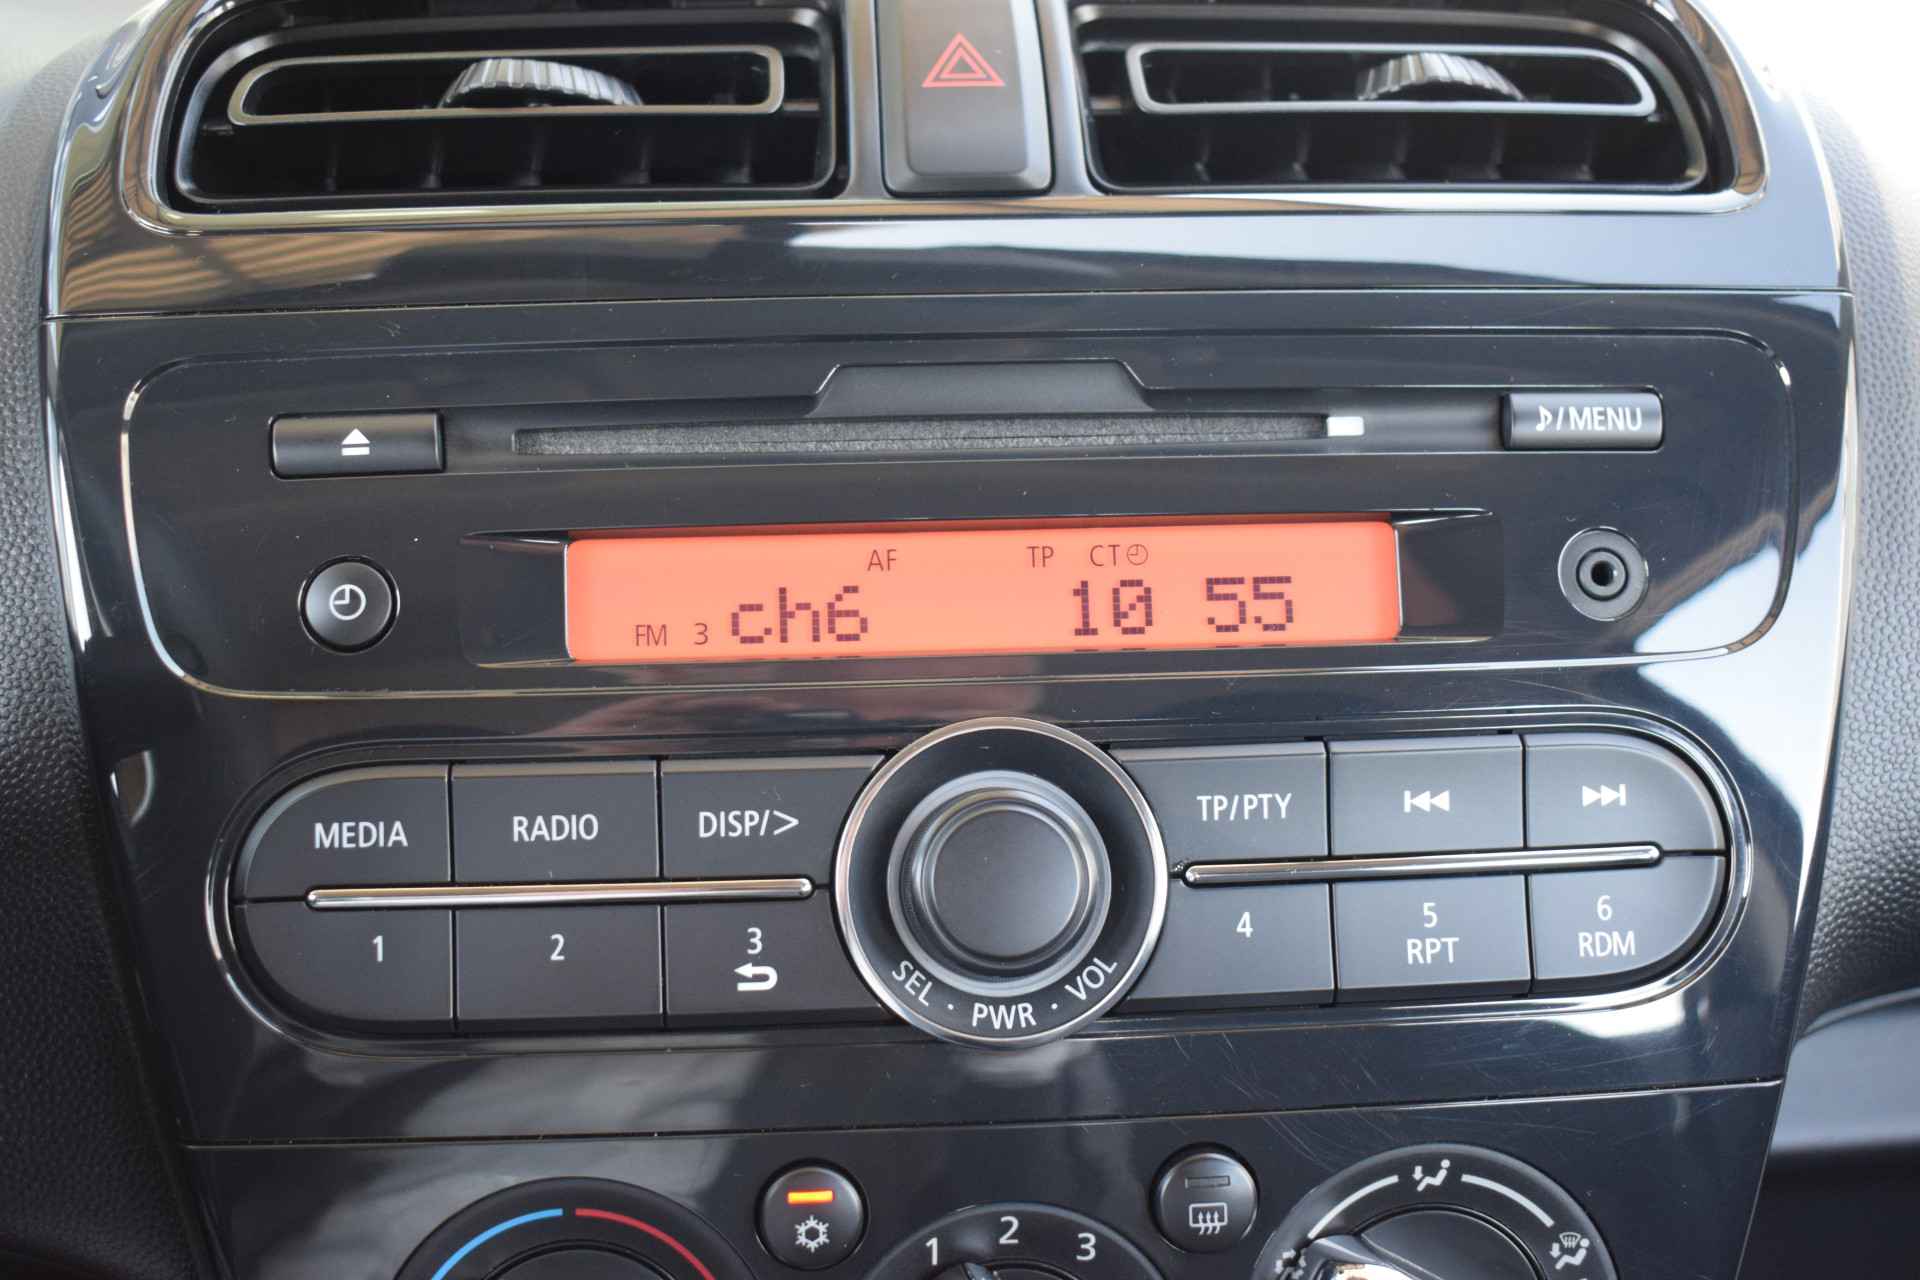 ♪/MENU
AF TP CT
FM 3 ch6 10 55
MEDIA RADIO DISP/> TP/PTY
1 2 3 4 5 6
RPT RDM
SEL · PWR · VOL
1 2 3